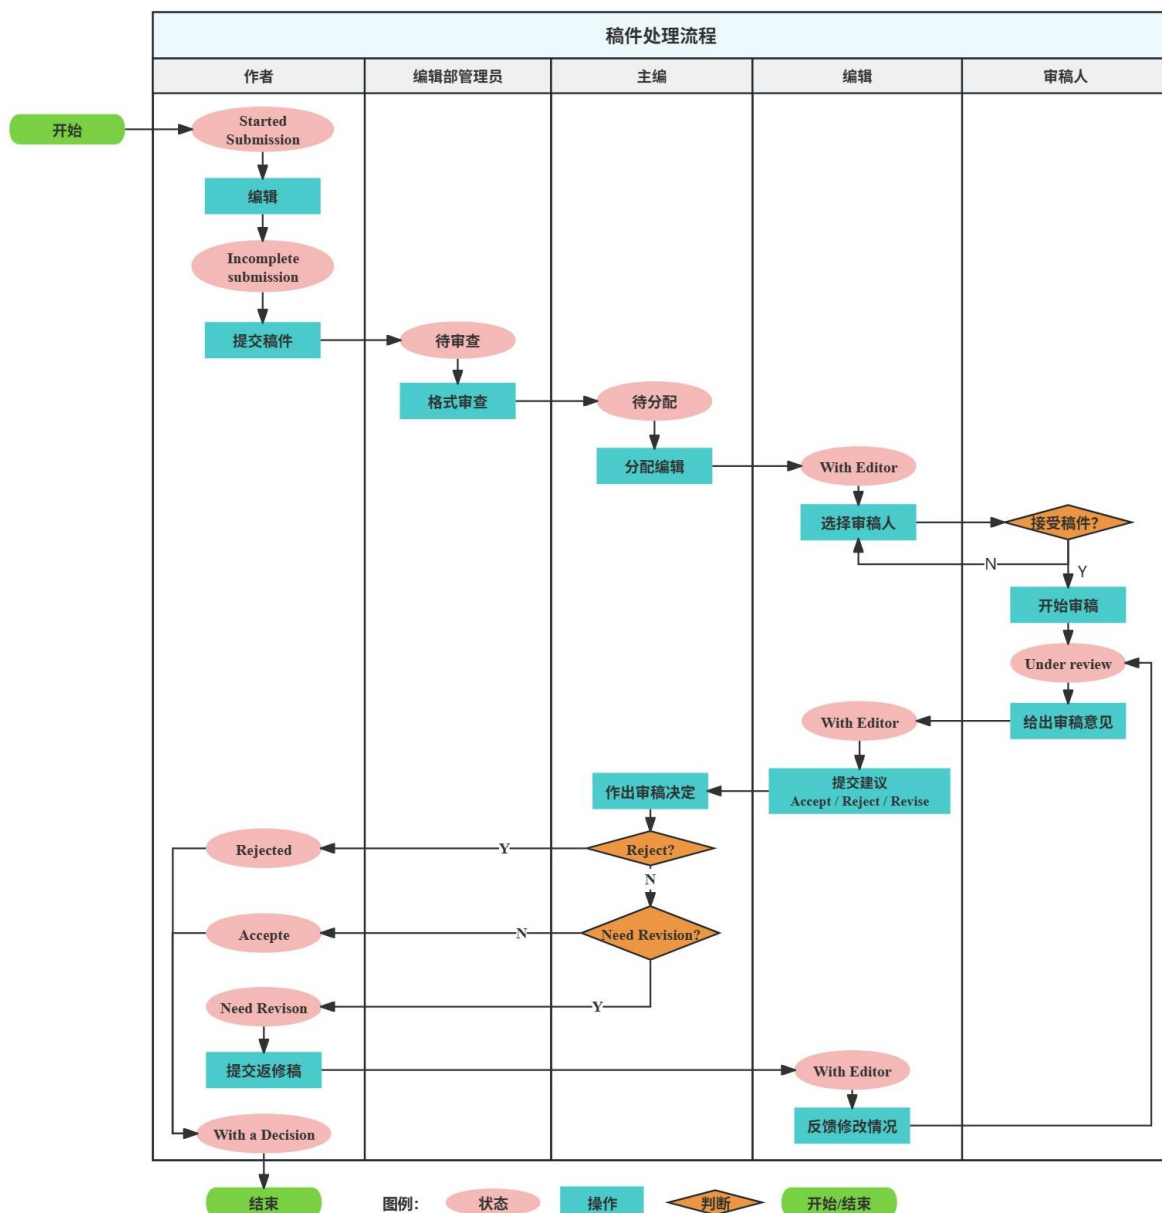 稿件处理流程
作者
编辑部管理员
主编
编辑
审稿人
开始
Started
Submission
编辑
Incomplete
submission
提交稿件
待审查
格式审查
待分配
分配编辑
With Editor
选择审稿人
接受稿件?
N
Y
开始审稿
Under review
给出审稿意见
With Editor
提交建议
Accept / Reject / Revise
作出审稿决定
Reject?
Y
Rejected
N
Need Revision?
N
Accepte
Y
Need Revison
提交返修稿
With Editor
反馈修改情况
With a Decision
结束
图例:
状态
操作
判断
开始/结束